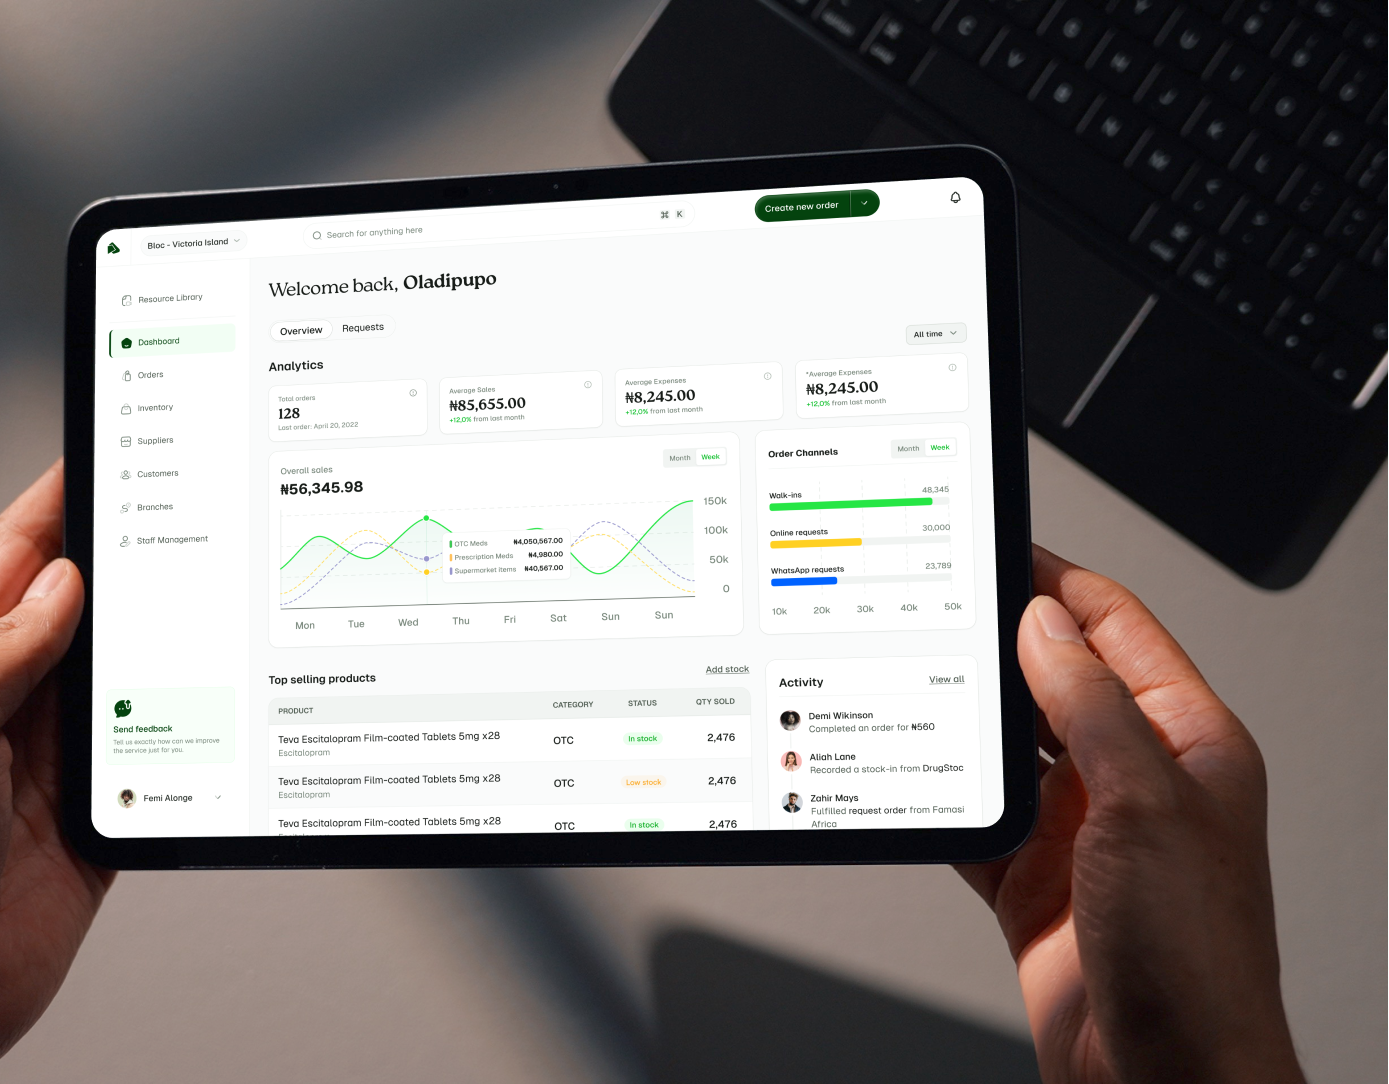 Bloc - Victoria Island
Search for anything here
⌘ K
Create new order
Resource Library
Dashboard
Orders
Inventory
Suppliers
Customers
Branches
Staff Management
Send feedback
Tell us exactly how can we improve
the service just for you.
Femi Alonge
Welcome back, Oladipupo
Overview Requests
All time
Analytics
Total orders
128
Last order: April 20, 2022
Average Sales
₦85,655.00
+12,0% from last month
Average Expenses
₦8,245.00
+12,0% from last month
*Average Expenses
₦8,245.00
+12,0% from last month
Overall sales
₦56,345.98
Month Week
150k
100k
50k
0
OTC Meds ₦4,050,567.00
Prescription Meds ₦4,980.00
Supermarket items ₦40,567.00
Mon Tue Wed Thu Fri Sat Sun Sun
Order Channels
Month Week
Walk-ins 48,345
Online requests 30,000
WhatsApp requests 23,789
10k 20k 30k 40k 50k
Top selling products
Add stock
PRODUCT CATEGORY STATUS QTY SOLD
Teva Escitalopram Film-coated Tablets 5mg x28 OTC In stock 2,476
Escitalopram
Teva Escitalopram Film-coated Tablets 5mg x28 OTC Low stock 2,476
Escitalopram
Teva Escitalopram Film-coated Tablets 5mg x28 OTC In stock 2,476
Activity
View all
Demi Wikinson
Completed an order for ₦560
Aliah Lane
Recorded a stock-in from DrugStoc
Zahir Mays
Fulfilled request order from Famasi
Africa